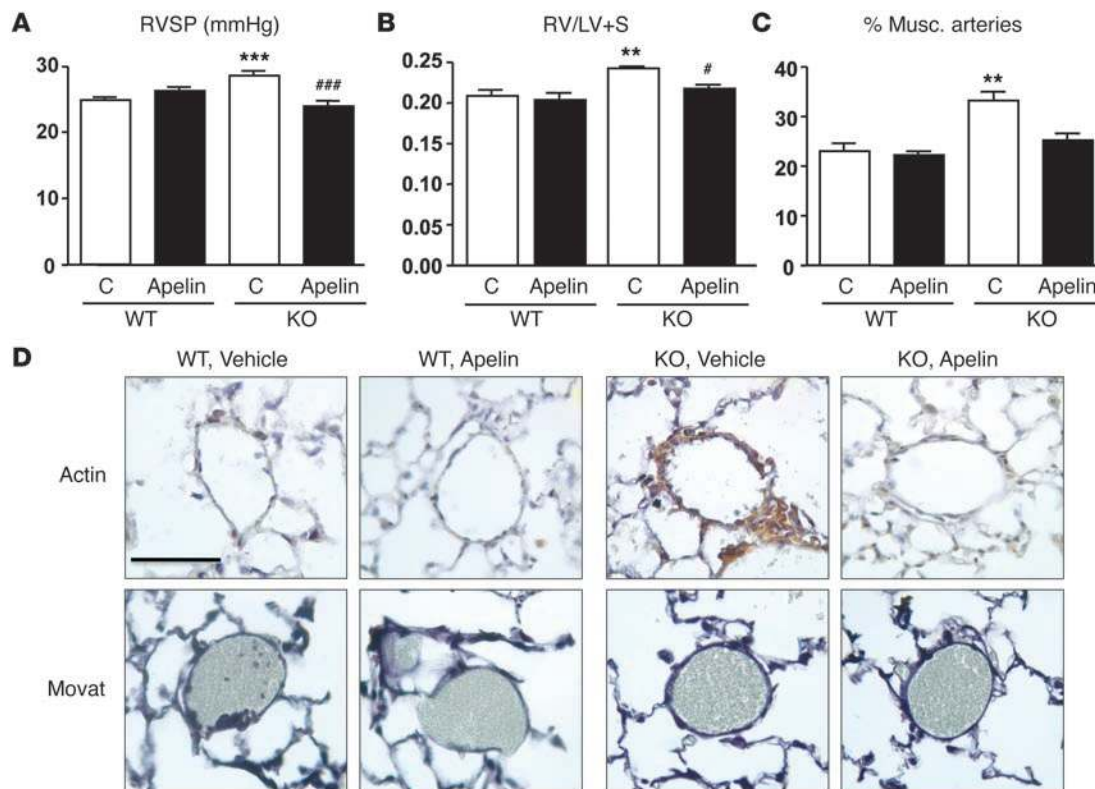 A RVSP (mmHg)
30
20
10
0
***
###
C Apelin C Apelin
WT KO
B RV/LV+S
0.25
0.20
0.15
0.10
0.05
0.00
**
#
C Apelin C Apelin
WT KO
C % Musc. arteries
40
30
20
10
0
**
C Apelin C Apelin
WT KO
D
WT, Vehicle WT, Apelin KO, Vehicle KO, Apelin
Actin
Movat